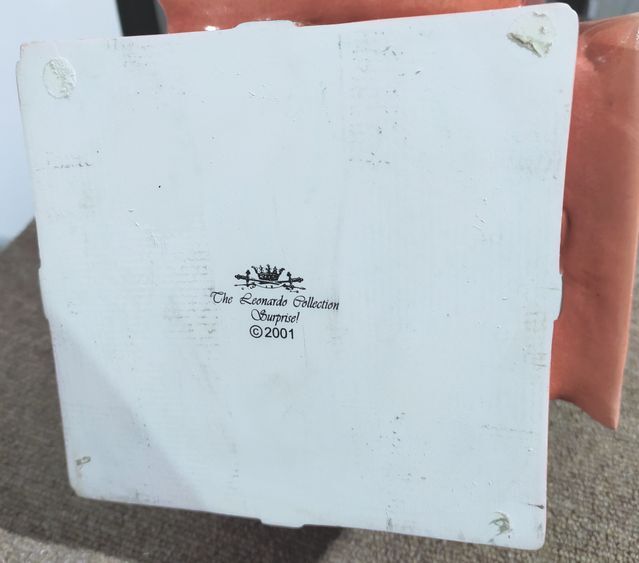 The Leonardo Collection
Surprise!
©2001